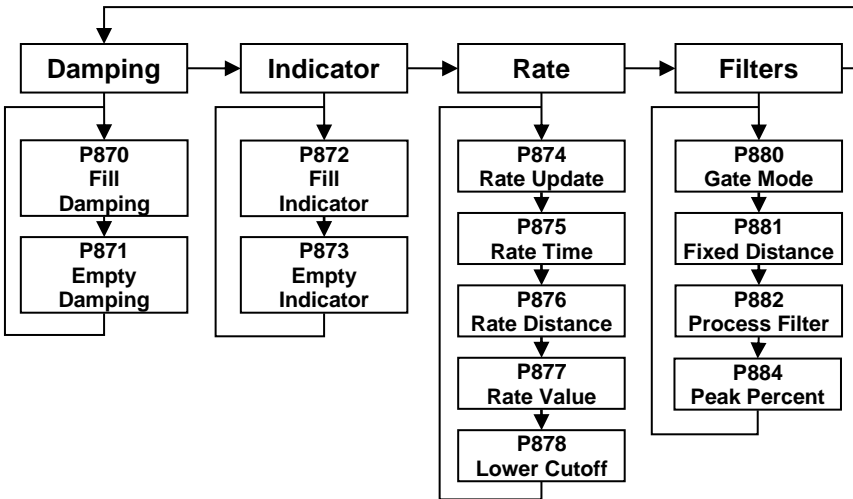 Damping
Indicator
Rate
Filters
P870
Fill
Damping
P871
Empty
Damping
P872
Fill
Indicator
P873
Empty
Indicator
P874
Rate Update
P875
Rate Time
P876
Rate Distance
P877
Rate Value
P878
Lower Cutoff
P880
Gate Mode
P881
Fixed Distance
P882
Process Filter
P884
Peak Percent